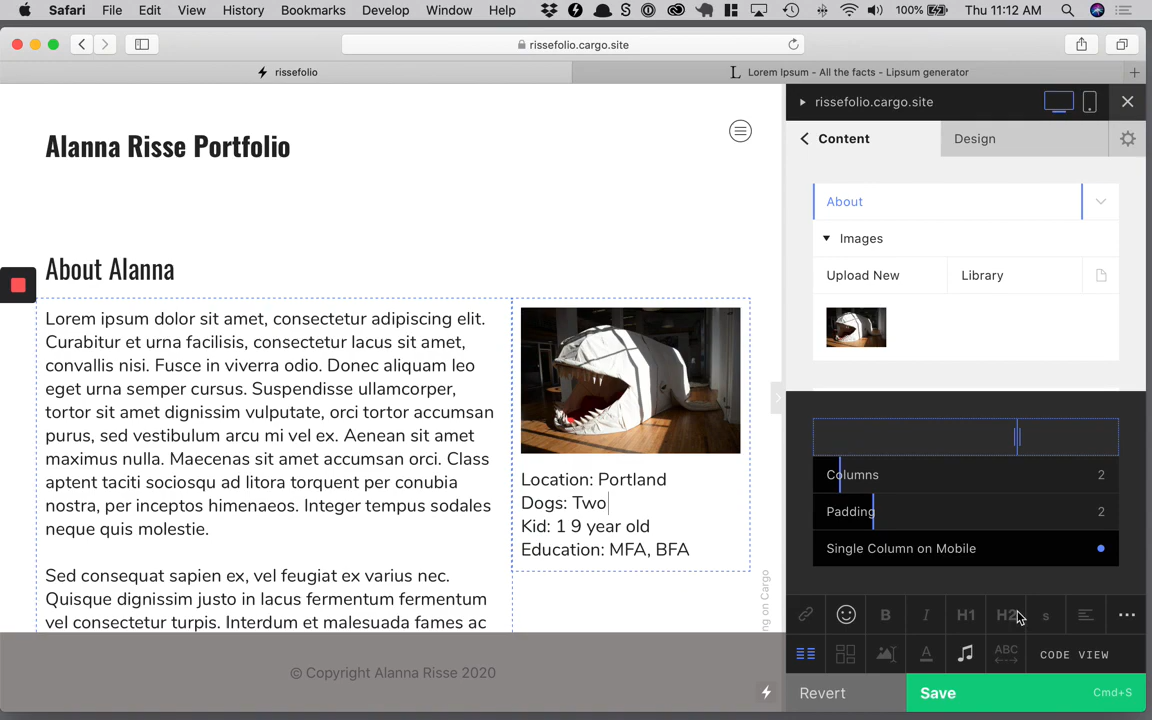 Safari File Edit View History Bookmarks Develop Window Help S 100% Thu 11:12 AM
rissefolio.cargo.site
rissefolio
L Lorem Ipsum - All the facts - Lipsum generator
Alanna Risse Portfolio
About Alanna
Lorem ipsum dolor sit amet, consectetur adipiscing elit.
Curabitur et urna facilisis, consectetur lacus sit amet,
convallis nisi. Fusce in viverra odio. Donec aliquam leo
eget urna semper cursus. Suspendisse ullamcorper,
tortor sit amet dignissim vulputate, orci tortor accumsan
purus, sed vestibulum arcu mi vel ex. Aenean sit amet
maximus nulla. Maecenas sit amet accumsan orci. Class
aptent taciti sociosqu ad litora torquent per conubia
nostra, per inceptos himenaeos. Integer tempus sodales
neque quis molestie.
Sed consequat sapien ex, vel feugiat ex varius nec.
Quisque dignissim justo in lacus fermentum fermentum
vel consectetur turpis. Interdum et malesuada fames ac
Location: Portland
Dogs: Two
Kid: 1 9 year old
Education: MFA, BFA
ng on Cargo
© Copyright Alanna Risse 2020
rissefolio.cargo.site
Content
Design
About
Images
Upload New
Library
Columns 2
Padding 2
Single Column on Mobile
B I H1 H2 s
A ABC CODE VIEW
Revert
Save Cmd+S